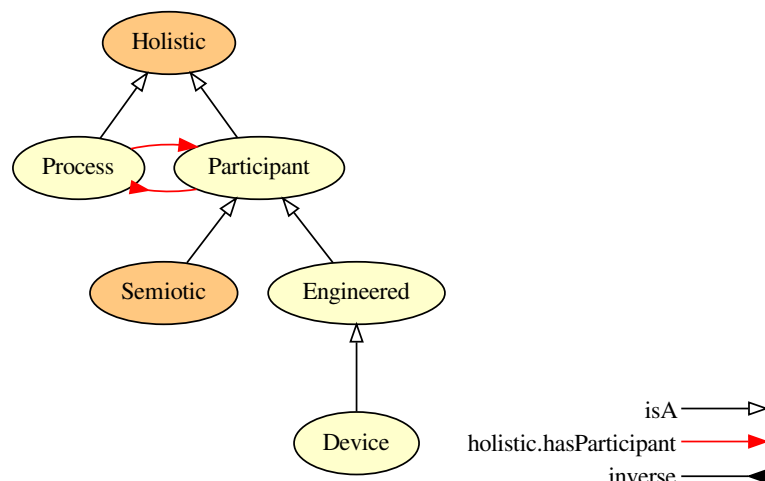 Holistic
Process
Participant
Semiotic
Engineered
Device
isA
holistic.hasParticipant
inverse